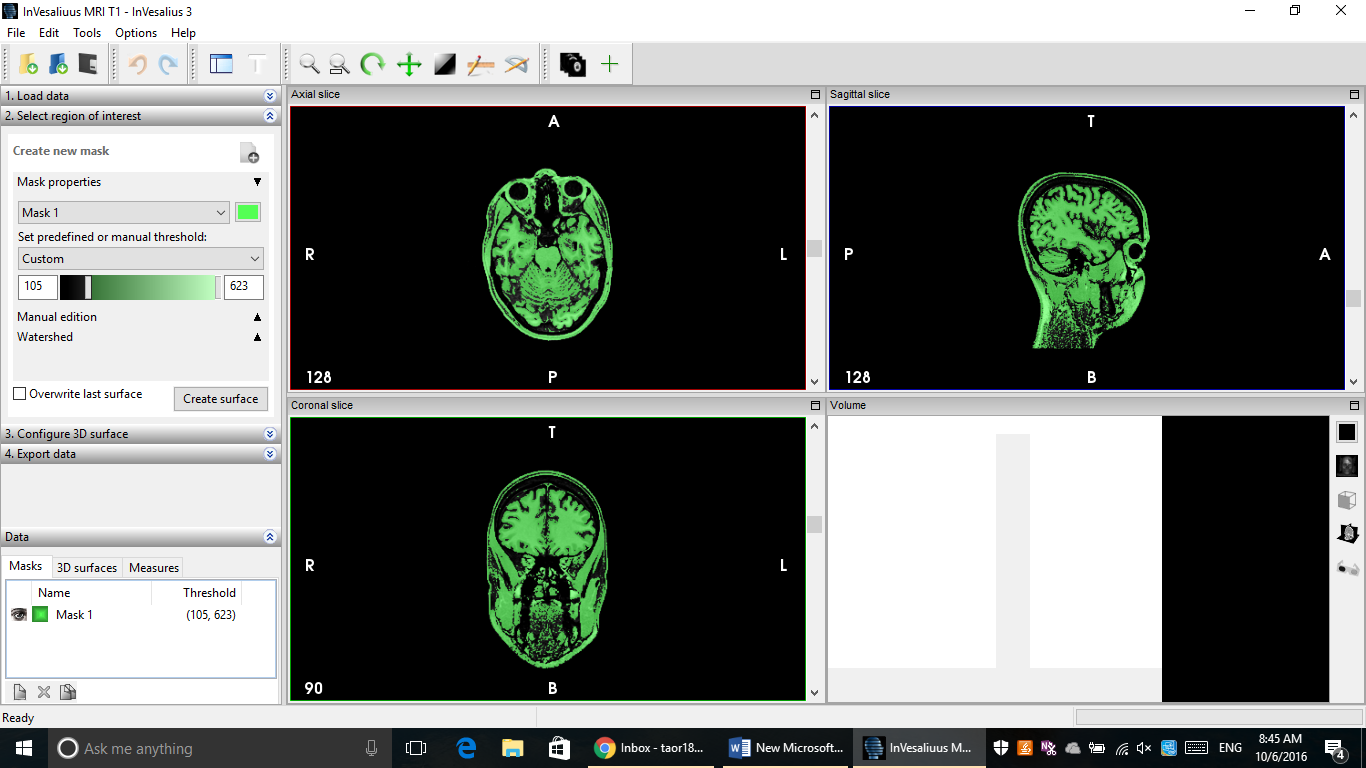 InVesaliuus MRI T1 - InVesalius 3
File Edit Tools Options Help
1. Load data
2. Select region of interest
Create new mask
Mask properties
Mask 1
Set predefined or manual threshold:
Custom
105 623
Manual edition
Watershed
Overwrite last surface Create surface
3. Configure 3D surface
4. Export data
Data
Masks 3D surfaces Measures
Name Threshold
Mask 1 (105, 623)
Axial slice
A
R L
128 P
Sagittal slice
T
P A
128 B
Coronal slice
T
R L
90 B
Volume
Ready
Ask me anything
Inbox - taor18...
New Microsoft...
InVesaliuus M...
ENG
8:45 AM
10/6/2016
4